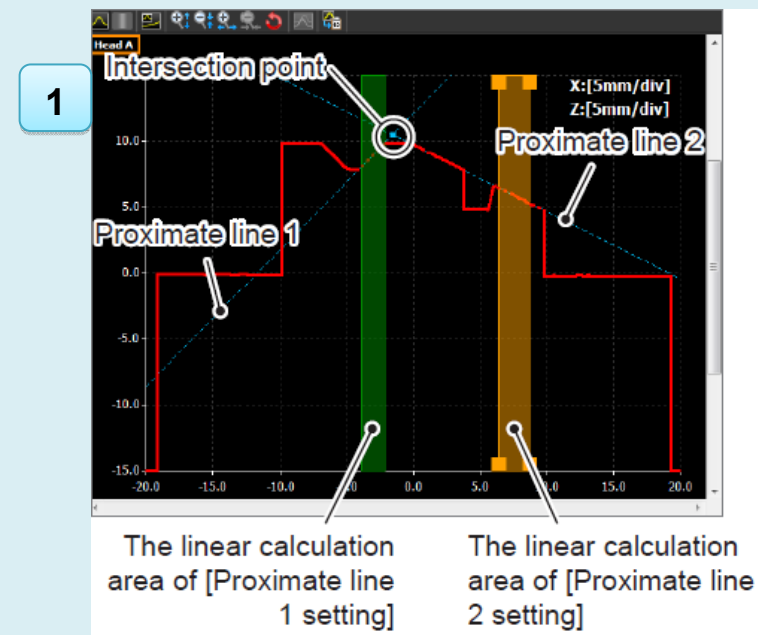 Head A
Intersection point
1
X:[5mm/div]
Z:[5mm/div]
10.0
Proximate line 2
5.0
Proximate line 1
0.0
-5.0
-10.0
-15.0
-20.0 -15.0 -10.0 0.0 5.0 15.0 20.0
The linear calculation
area of [Proximate line
1 setting]
The linear calculation
area of [Proximate line
2 setting]